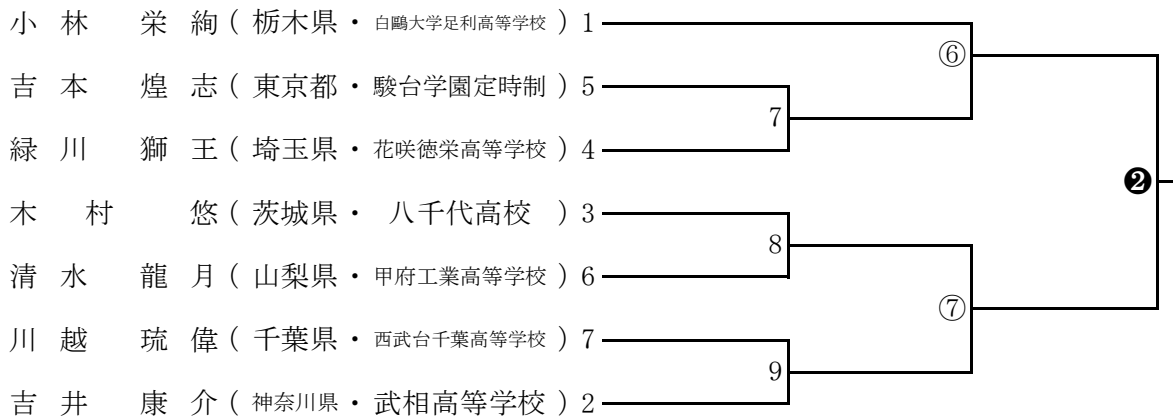 小林 栄絢(栃木県・白鷗大学足利高等学校)1
⑥
吉本 煌志(東京都・駿台学園定時制)5
7
緑川 獅王(埼玉県・花咲徳栄高等学校)4
❷
木村 悠(茨城県・八千代高校)3
8
清水 龍月(山梨県・甲府工業高等学校)6
⑦
川越 琉偉(千葉県・西武台千葉高等学校)7
9
吉井 康介(神奈川県・武相高等学校)2